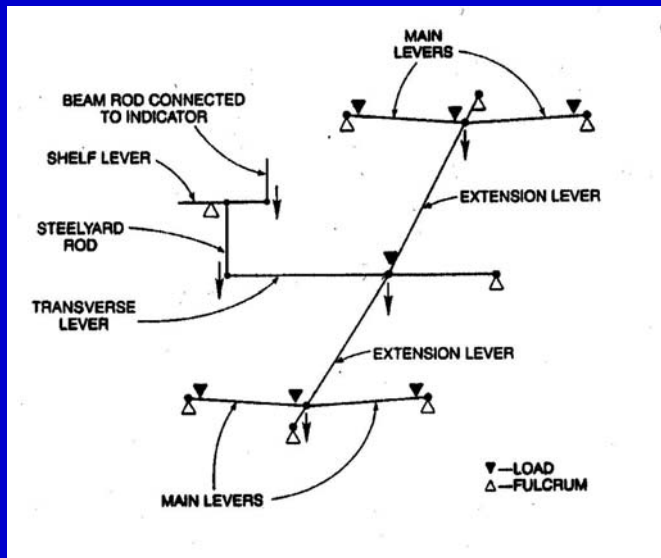 MAIN
LEVERS
BEAM ROD CONNECTED
TO INDICATOR
SHELF LEVER
EXTENSION LEVER
STEELYARD
ROD
TRANSVERSE
LEVER
EXTENSION LEVER
MAIN LEVERS
▼—LOAD
△—FULCRUM